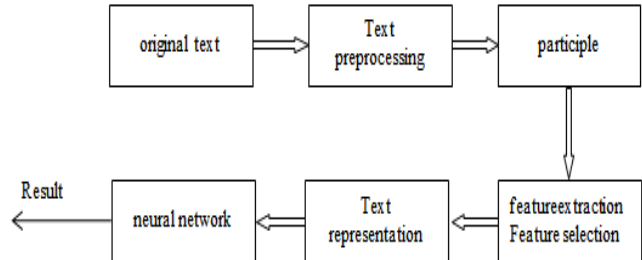 original text
Text
preprocessing
participle
featureextraction
Feature selection
Text
representation
neural network
Result